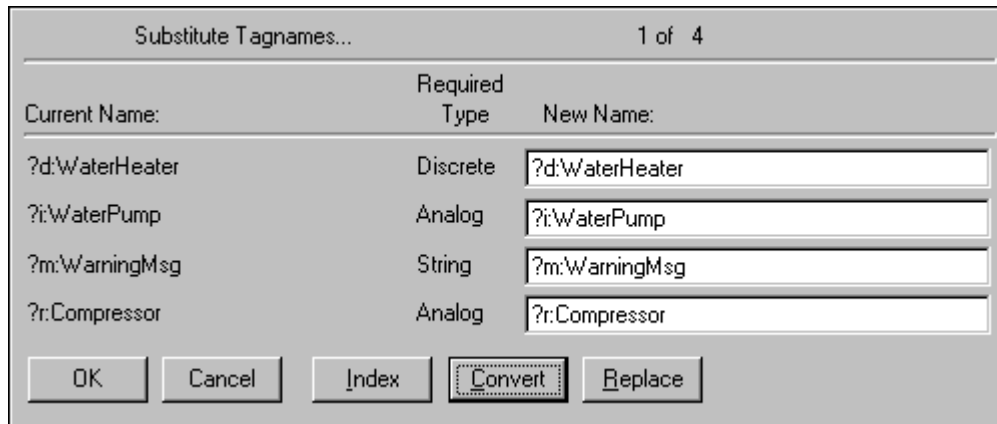 Substitute Tagnames... 1 of 4
Current Name: Required Type New Name:
?d:WaterHeater Discrete ?d:WaterHeater
?i:WaterPump Analog ?i:WaterPump
?m:WarningMsg String ?m:WarningMsg
?r:Compressor Analog ?r:Compressor
OK Cancel Index Convert Replace